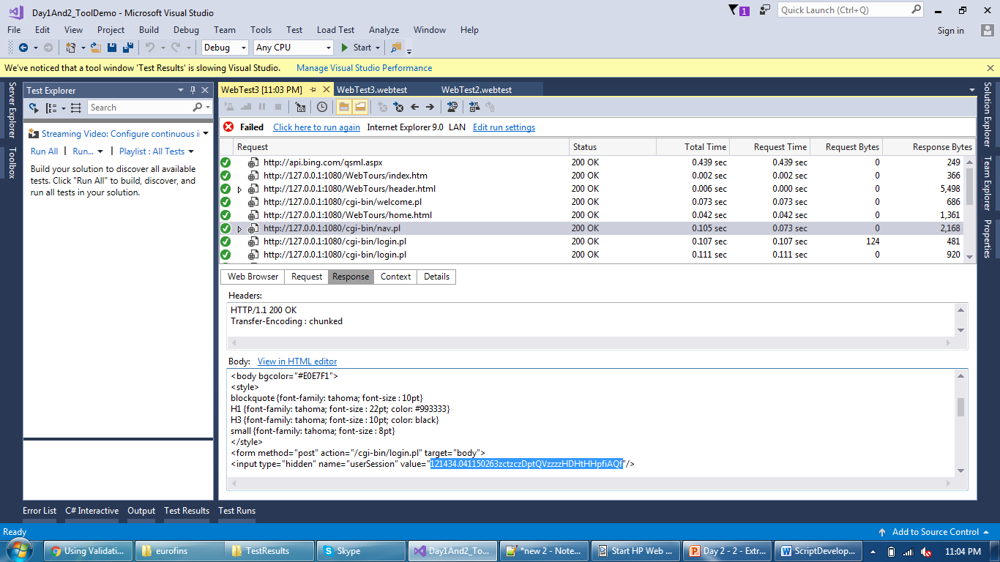 Day1And2_ToolDemo - Microsoft Visual Studio
1
Quick Launch (Ctrl+Q)
File Edit View Project Build Debug Team Tools Test Load Test Analyze Window Help
Sign in
Debug Any CPU Start
We've noticed that a tool window 'Test Results' is slowing Visual Studio. Manage Visual Studio Performance
Server Explorer
Toolbox
Test Explorer
Search
Streaming Video: Configure continuous i
Run All Run... Playlist : All Tests
Build your solution to discover all available
tests. Click "Run All" to build, discover, and
run all tests in your solution.
WebTest3 [11:03 PM] WebTest3.webtest WebTest2.webtest
Failed Click here to run again Internet Explorer 9.0 LAN Edit run settings
Request Status Total Time Request Time Request Bytes Response Bytes
http://api.bing.com/qsml.aspx 200 OK 0.439 sec 0.439 sec 0 249
http://127.0.0.1:1080/WebTours/index.htm 200 OK 0.002 sec 0.002 sec 0 366
http://127.0.0.1:1080/WebTours/header.html 200 OK 0.006 sec 0.000 sec 0 5,498
http://127.0.0.1:1080/cgi-bin/welcome.pl 200 OK 0.073 sec 0.073 sec 0 686
http://127.0.0.1:1080/WebTours/home.html 200 OK 0.042 sec 0.042 sec 0 1,361
http://127.0.0.1:1080/cgi-bin/nav.pl 200 OK 0.105 sec 0.073 sec 0 2,168
http://127.0.0.1:1080/cgi-bin/login.pl 200 OK 0.107 sec 0.107 sec 124 481
http://127.0.0.1:1080/cgi-bin/login.pl 200 OK 0.111 sec 0.111 sec 0 920
Web Browser Request Response Context Details
Headers:
HTTP/1.1 200 OK
Transfer-Encoding : chunked
Body: View in HTML editor
<body bgcolor="#E0E7F1">
<style>
blockquote {font-family: tahoma; font-size : 10pt}
H1 {font-family: tahoma; font-size : 22pt; color: #993333}
H3 {font-family: tahoma; font-size : 10pt; color: black}
small {font-family: tahoma; font-size : 8pt}
</style>
<form method="post" action="/cgi-bin/login.pl" target="body">
<input type="hidden" name="userSession" value="121434.041150263zctzczDptQVzzzzHDHtHHpfiAQf"/>
Solution Explorer
Team Explorer
Properties
Error List C# Interactive Output Test Results Test Runs
Ready
Add to Source Control
Using Validati... eurofins TestResults Skype Day1And2_To... *new 2 - Note... Start HP Web ... Day 2 - 2 - Extr... ScriptDevelop... 11:04 PM